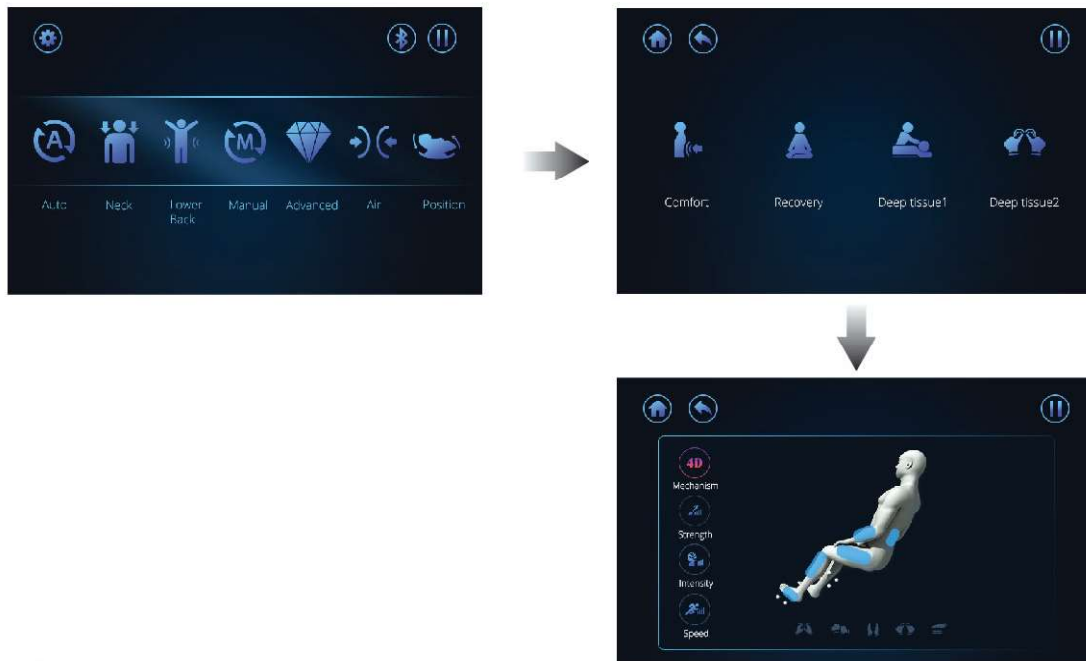 A
M
Auto
Neck
Lower
Back
Manual
Advanced
Air
Position
Comfort
Recovery
Deep tissue1
Deep tissue2
4D
Mechanism
Strength
Intensity
Speed